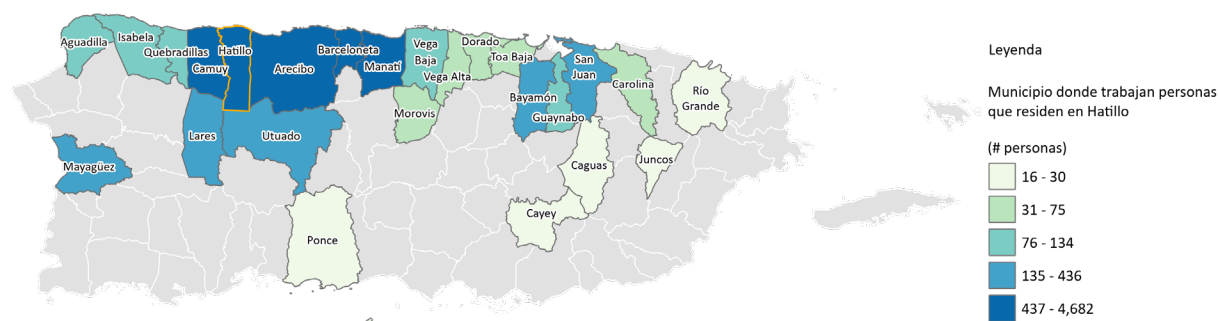 Aguadilla
Isabela
Quebradillas
Camuy
Hatillo
Arecibo
Barceloneta
Manatí
Vega
Baja
Vega Alta
Dorado
Toa Baja
Morovis
Bayamón
Guaynabo
San
Juan
Carolina
Río
Grande
Lares
Utuado
Mayagüez
Caguas
Juncos
Cayey
Ponce
Leyenda
Municipio donde trabajan personas
que residen en Hatillo
(# personas)
16 - 30
31 - 75
76 - 134
135 - 436
437 - 4,682